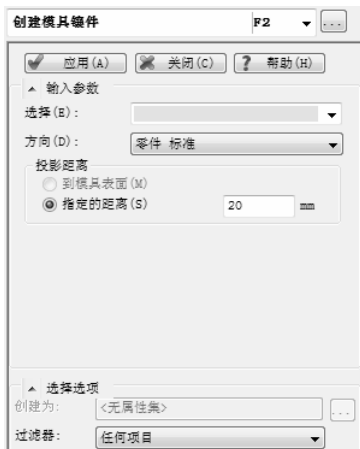 创建模具镶件 F2 ...
应用(A) 关闭(C) ? 帮助(H)
输入参数
选择(E):
方向(D): 零件 标准
投影距离
到模具表面(M)
指定的距离(S) 20 mm
选择选项
创建为: <无属性集> ...
过滤器: 任何项目